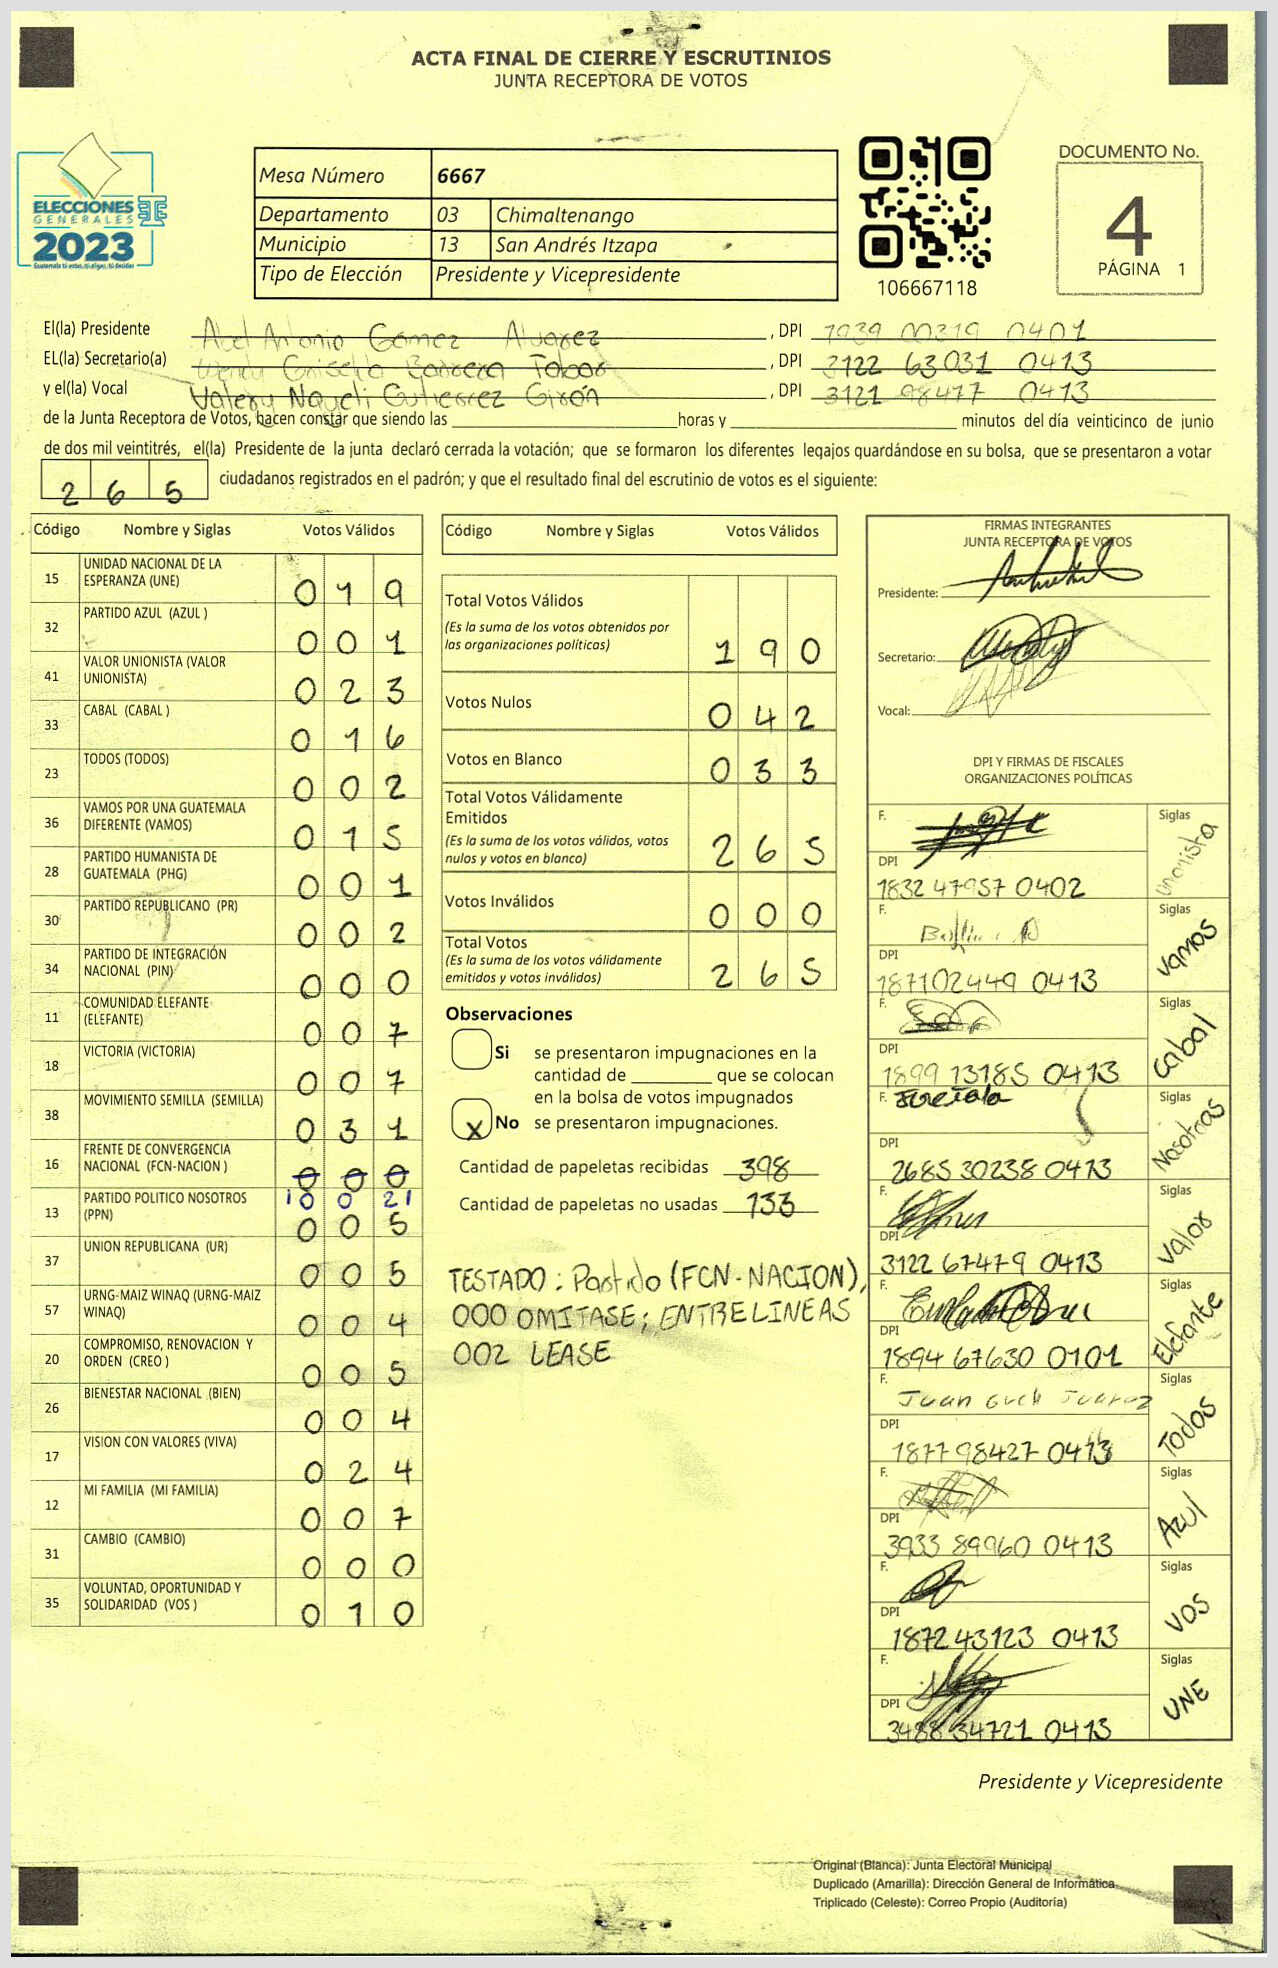 ACTA FINAL DE CIERRE Y ESCRUTINIOS
JUNTA RECEPTORA DE VOTOS
ELECCIONES
GENERALES
2023
Mesa Número 6667
Departamento 03 Chimaltenango
Municipio 13 San Andrés Itzapa
Tipo de Elección Presidente y Vicepresidente
106667118
DOCUMENTO No.
4
PÁGINA 1
El(la) Presidente Abel Antonio Gómez Alvarez , DPI 1939 00319 0401
EL(la) Secretario(a) Wendy Griselda Barrera Tobar , DPI 3122 63031 0413
y el(la) Vocal Valery Nayeli Gutierrez Girón , DPI 3121 98477 0413
de la Junta Receptora de Votos, hacen constar que siendo las horas y minutos del día veinticinco de junio
de dos mil veintitrés, el(la) Presidente de la junta declaró cerrada la votación; que se formaron los diferentes legajos guardándose en su bolsa, que se presentaron a votar
265 ciudadanos registrados en el padrón; y que el resultado final del escrutinio de votos es el siguiente:
Código Nombre y Siglas Votos Válidos
15 UNIDAD NACIONAL DE LA
ESPERANZA (UNE) 0 1 9
32 PARTIDO AZUL (AZUL ) 0 0 1
41 VALOR UNIONISTA (VALOR
UNIONISTA) 0 2 3
33 CABAL (CABAL ) 0 1 6
23 TODOS (TODOS) 0 0 2
36 VAMOS POR UNA GUATEMALA
DIFERENTE (VAMOS) 0 1 5
28 PARTIDO HUMANISTA DE
GUATEMALA (PHG) 0 0 1
30 PARTIDO REPUBLICANO (PR) 0 0 2
34 PARTIDO DE INTEGRACIÓN
NACIONAL (PIN) 0 0 0
11 COMUNIDAD ELEFANTE
(ELEFANTE) 0 0 7
18 VICTORIA (VICTORIA) 0 0 7
38 MOVIMIENTO SEMILLA (SEMILLA) 0 3 1
16 FRENTE DE CONVERGENCIA
NACIONAL (FCN-NACION ) 0 0 0
¡0 0 2!
13 PARTIDO POLITICO NOSOTROS
(PPN) 0 0 5
37 UNION REPUBLICANA (UR) 0 0 5
57 URNG-MAIZ WINAQ (URNG-MAIZ
WINAQ) 0 0 4
20 COMPROMISO, RENOVACION Y
ORDEN (CREO ) 0 0 5
26 BIENESTAR NACIONAL (BIEN) 0 0 4
17 VISION CON VALORES (VIVA) 0 2 4
12 MI FAMILIA (MI FAMILIA) 0 0 7
31 CAMBIO (CAMBIO) 0 0 0
35 VOLUNTAD, OPORTUNIDAD Y
SOLIDARIDAD (VOS ) 0 1 0
Código Nombre y Siglas Votos Válidos
Total Votos Válidos
(Es la suma de los votos obtenidos por
las organizaciones políticas) 1 9 0
Votos Nulos 0 4 2
Votos en Blanco 0 3 3
Total Votos Válidamente
Emitidos
(Es la suma de los votos válidos, votos
nulos y votos en blanco) 2 6 5
Votos Inválidos 0 0 0
Total Votos
(Es la suma de los votos válidamente
emitidos y votos inválidos) 2 6 5
Observaciones
Si se presentaron impugnaciones en la
cantidad de que se colocan
en la bolsa de votos impugnados
X No se presentaron impugnaciones.
Cantidad de papeletas recibidas 398
Cantidad de papeletas no usadas 133
TESTADO: Partido (FCN-NACION),
000 OMITASE; ENTRE LINEAS
002 LEASE
FIRMAS INTEGRANTES
JUNTA RECEPTORA DE VOTOS
Presidente:
Secretario:
Vocal:
DPI Y FIRMAS DE FISCALES
ORGANIZACIONES POLÍTICAS
F. Siglas
Unionista
DPI
1832 47957 0402
F. Siglas
Vamos
DPI
187102449 0413
F. Siglas
Cabal
DPI
1899 13185 0413
F. Siglas
Nosotros
DPI
2685 30238 0413
F. Siglas
Valor
DPI
3122 67479 0413
F. Siglas
Elefante
DPI
1894 67630 0101
F. Juan Juarez Siglas
Todos
DPI
1877 98427 0413
F. Siglas
Azul
DPI
3933 89960 0413
F. Siglas
VOS
DPI
1872 43123 0413
F. Siglas
UNE
DPI
3488 34721 0413
Presidente y Vicepresidente
Original (Blanca): Junta Electoral Municipal
Duplicado (Amarilla): Dirección General de Informática
Triplicado (Celeste): Correo Propio (Auditoría)